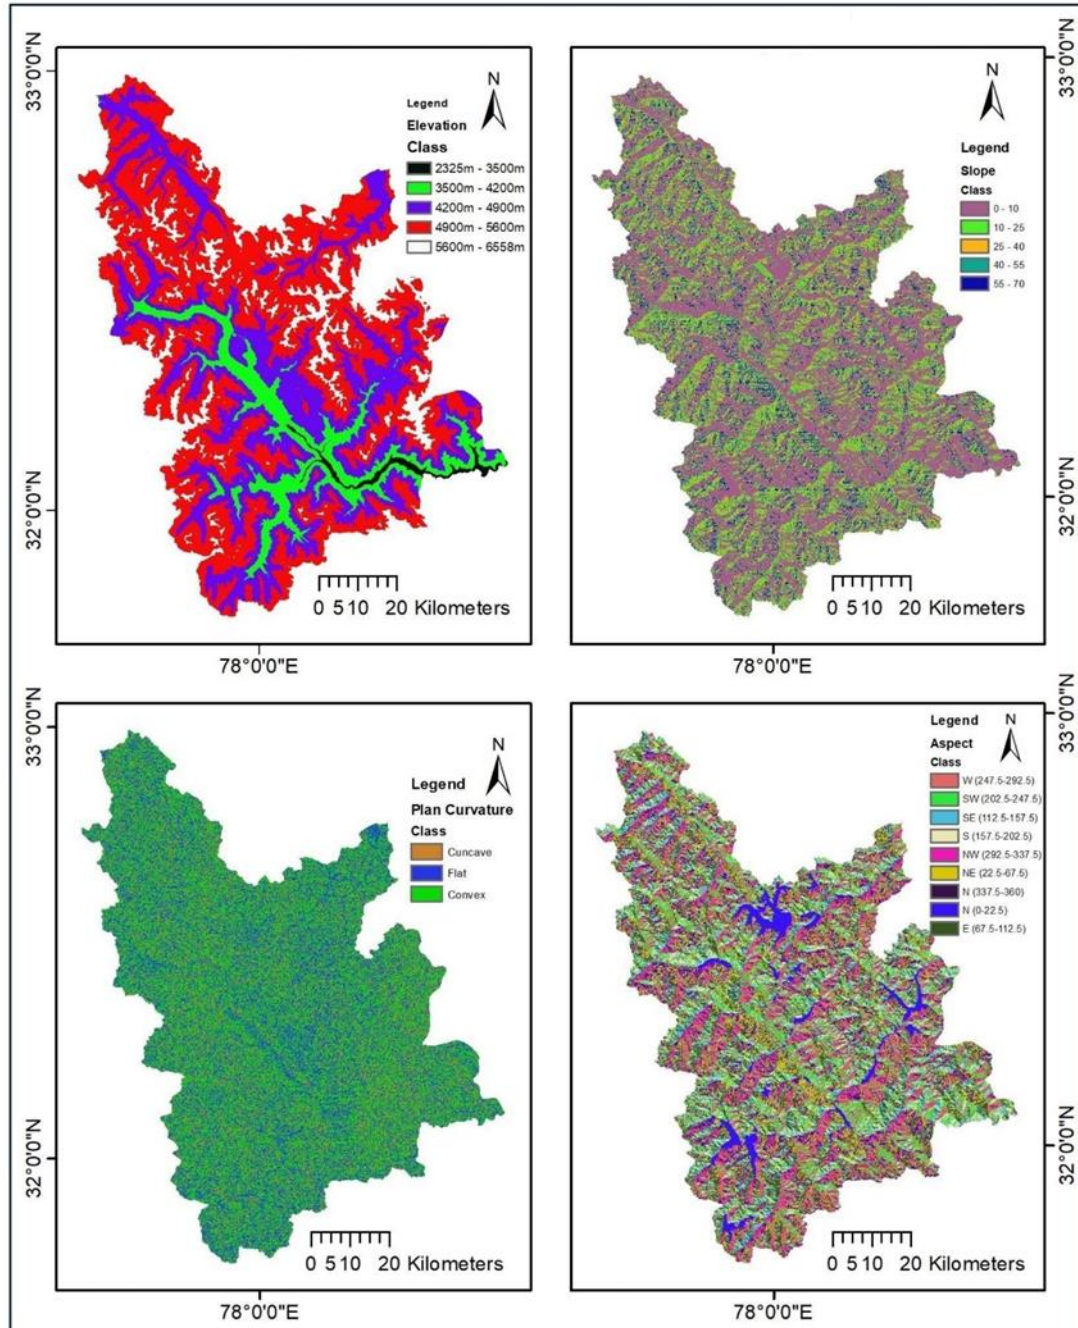 33°0'0"N
N
Legend
Elevation
Class
2325m - 3500m
3500m - 4200m
4200m - 4900m
4900m - 5600m
5600m - 6558m
32°0'0"N
0 5 10 20 Kilometers
78°0'0"E
33°0'0"N
N
Legend
Slope
Class
0 - 10
10 - 25
25 - 40
40 - 55
55 - 70
32°0'0"N
0 5 10 20 Kilometers
78°0'0"E
33°0'0"N
N
Legend
Plan Curvature
Class
Cuncave
Flat
Convex
32°0'0"N
0 5 10 20 Kilometers
78°0'0"E
33°0'0"N
Legend N
Aspect
Class
W (247.5-292.5)
SW (202.5-247.5)
SE (112.5-157.5)
S (157.5-202.5)
NW (292.5-337.5)
NE (22.5-67.5)
N (337.5-360)
N (0-22.5)
E (67.5-112.5)
32°0'0"N
0 5 10 20 Kilometers
78°0'0"E